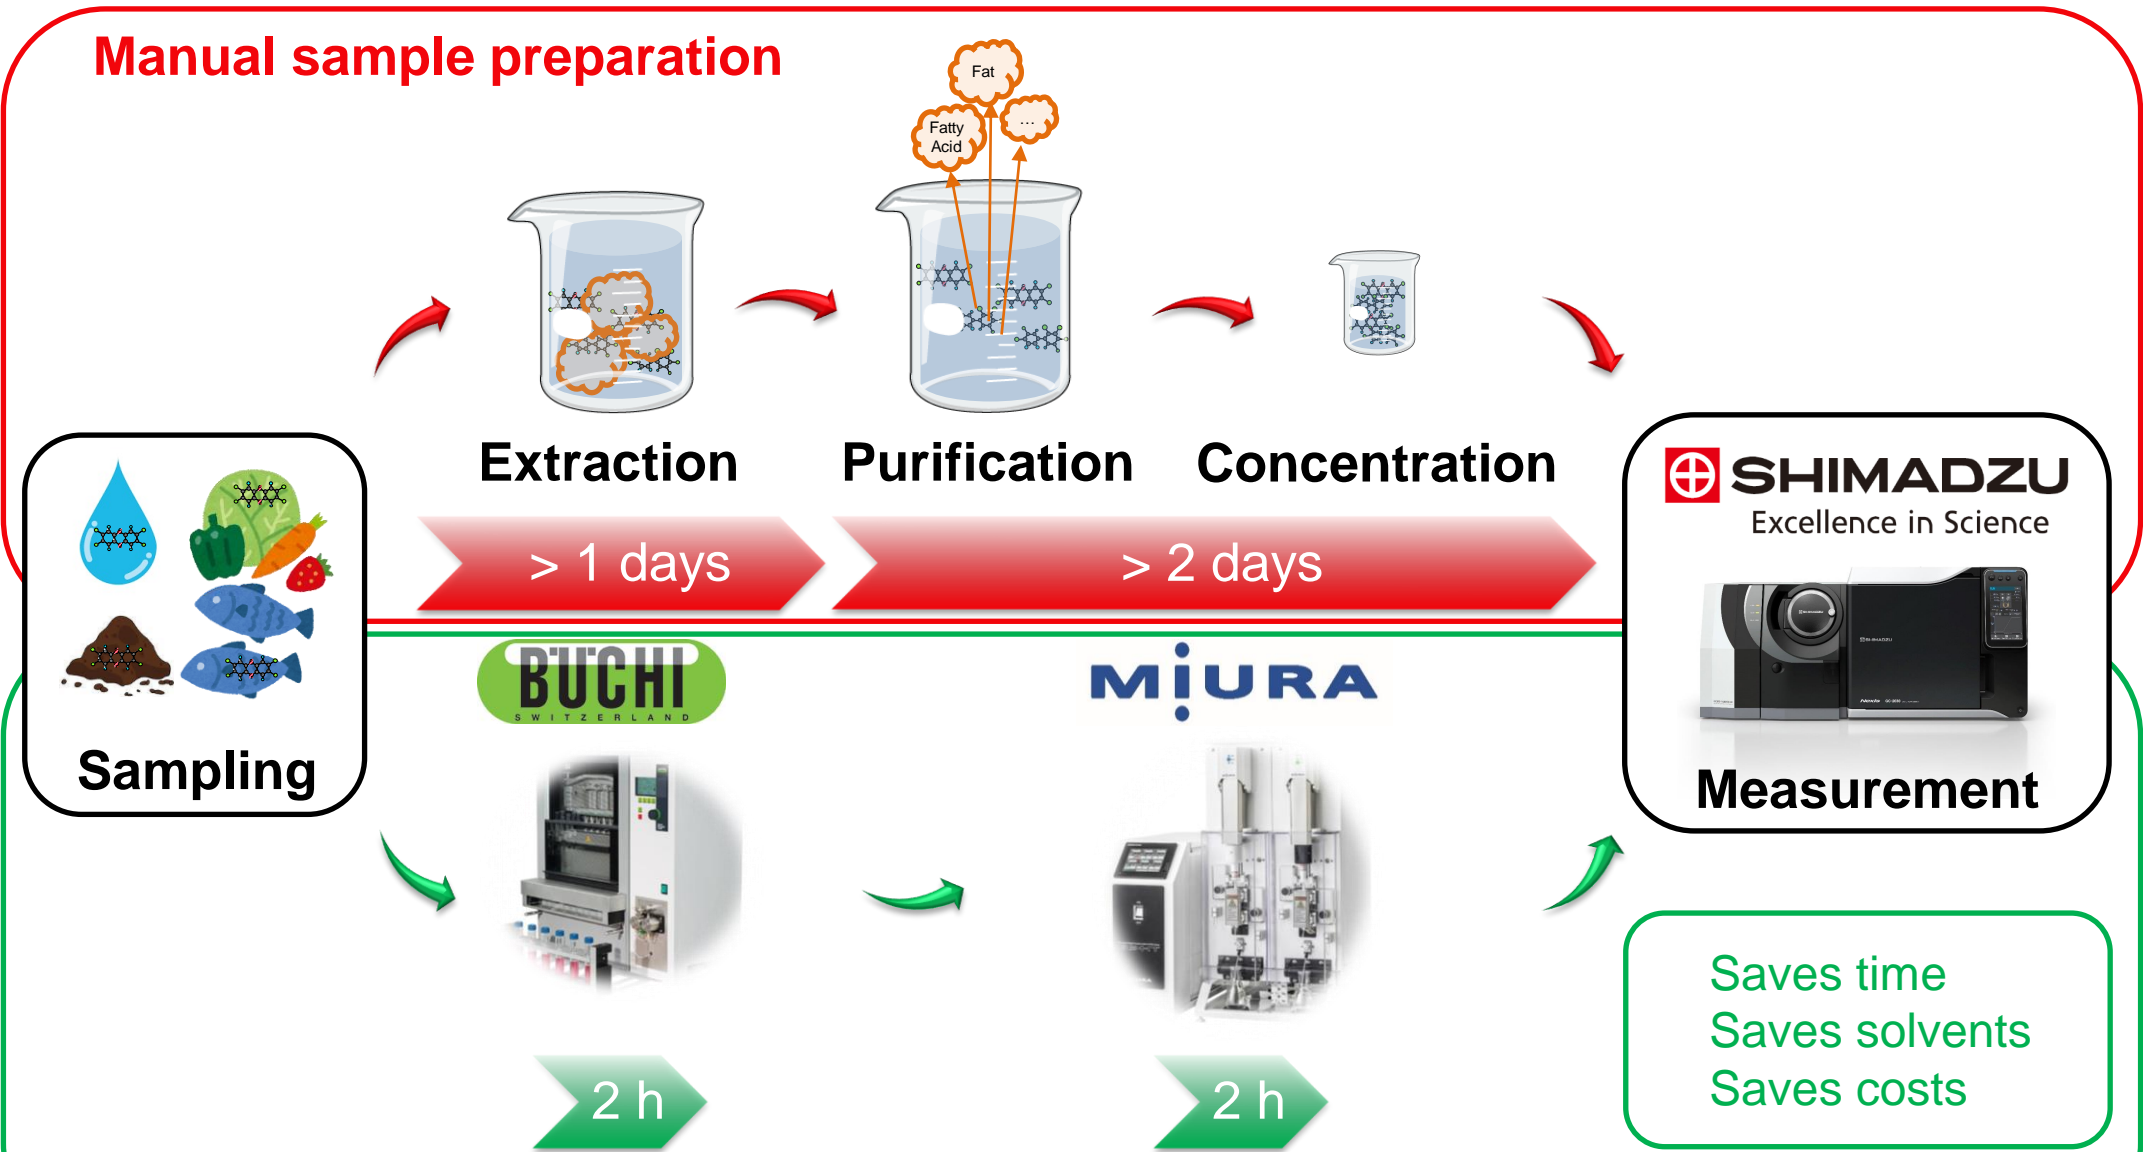 Manual sample preparation
Fat
Fatty
Acid
...
Extraction
Purification
Concentration
> 1 days
> 2 days
Sampling
SHIMADZU
Excellence in Science
Measurement
BÜCHI
SWITZERLAND
MIURA
2 h
2 h
Saves time
Saves solvents
Saves costs